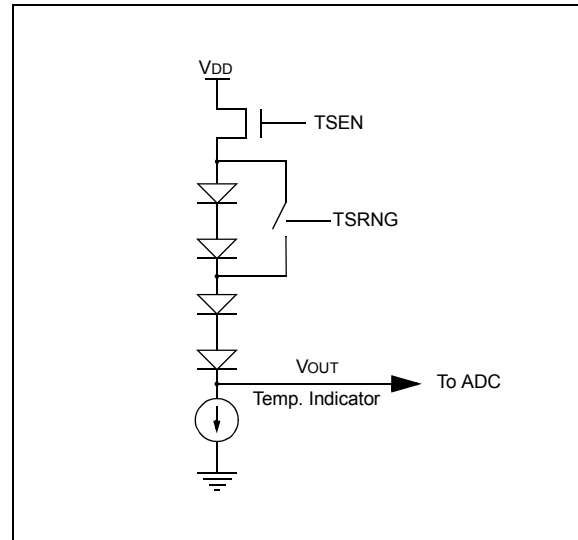 VDD
TSEN
TSRNG
VOUT
To ADC
Temp. Indicator